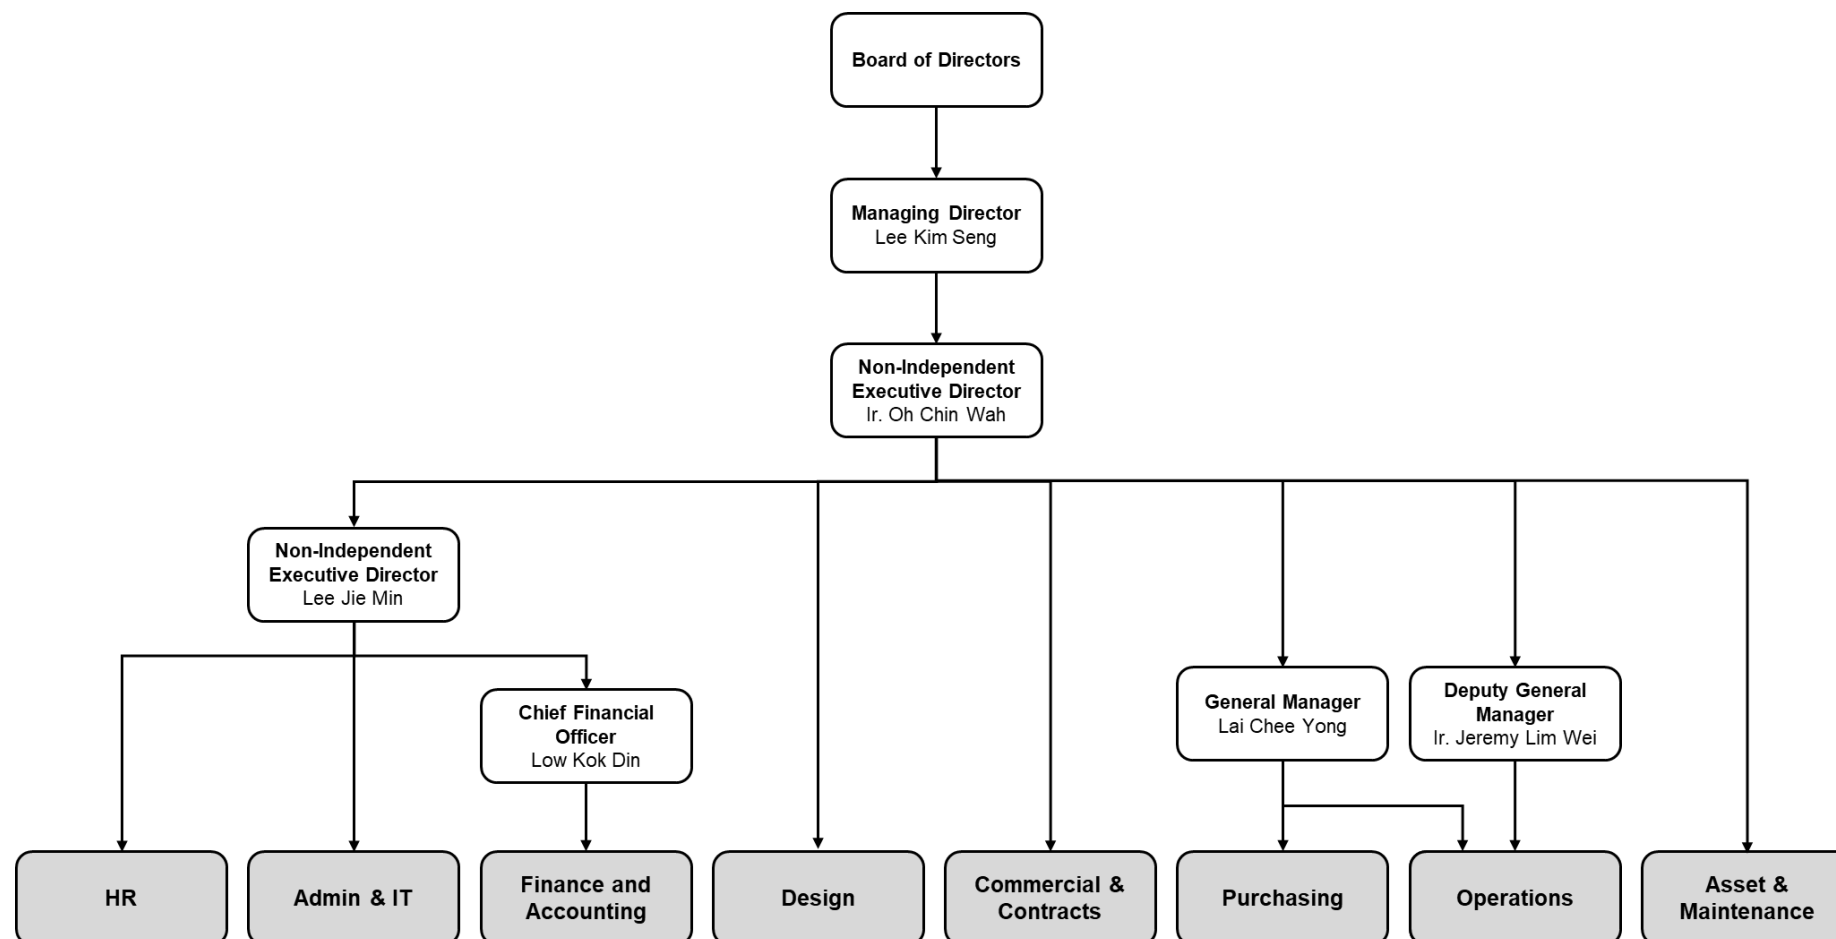 Board of Directors
Managing Director
Lee Kim Seng
Non-Independent
Executive Director
Ir. Oh Chin Wah
Non-Independent
Executive Director
Lee Jie Min
Chief Financial
Officer
Low Kok Din
General Manager
Lai Chee Yong
Deputy General
Manager
Ir. Jeremy Lim Wei
HR
Admin & IT
Finance and
Accounting
Design
Commercial &
Contracts
Purchasing
Operations
Asset &
Maintenance